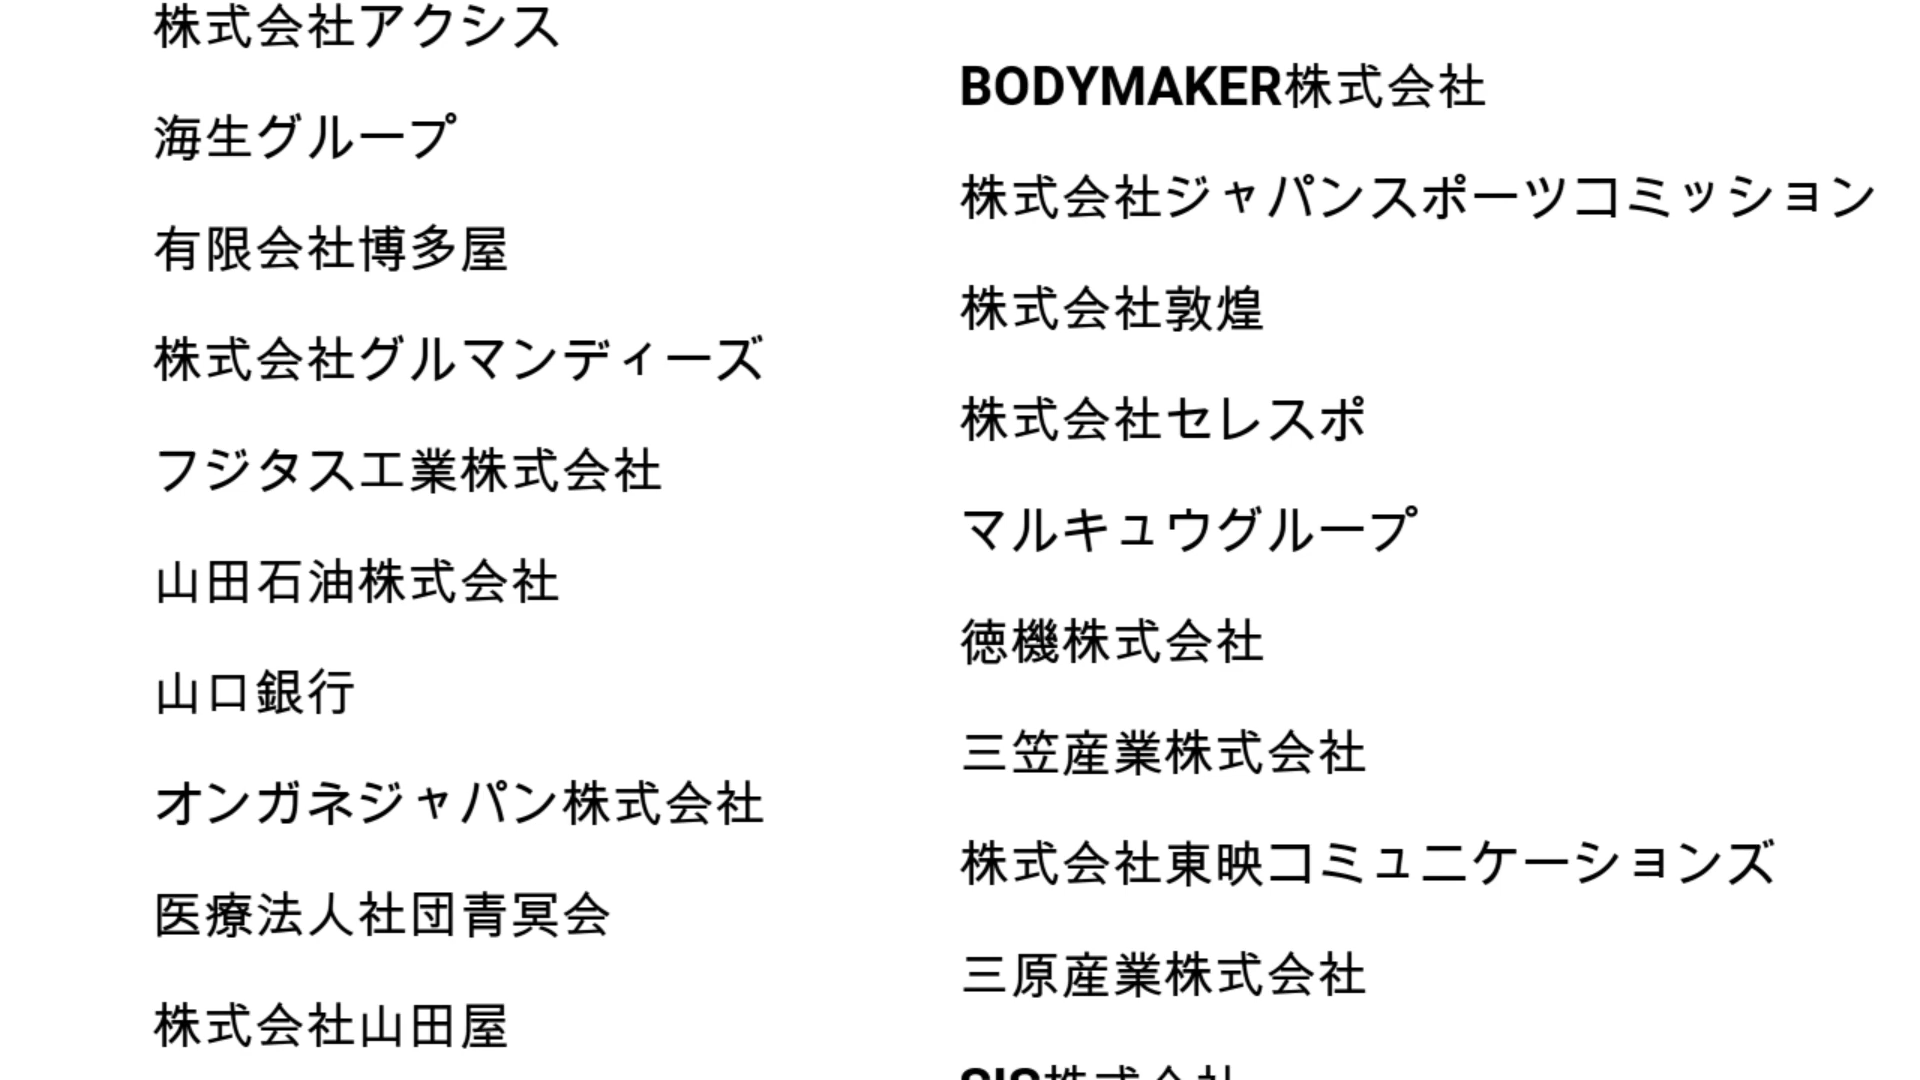 株式会社アクシス
海生グループ
有限会社博多屋
株式会社グルマンディーズ
フジタス工業株式会社
山田石油株式会社
山口銀行
オンガネジャパン株式会社
医療法人社団青冥会
株式会社山田屋
BODYMAKER株式会社
株式会社ジャパンスポーツコミッション
株式会社敦煌
株式会社セレスポ
マルキュウグループ
徳機株式会社
三笠産業株式会社
株式会社東映コミュニケーションズ
三原産業株式会社
株式会社